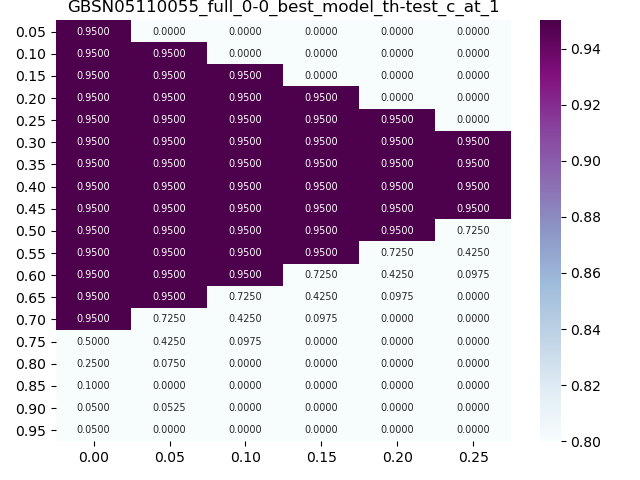 GBSN05110055_full_0-0_best_model_th-test_c_at_1
0.05 0.9500 0.0000 0.0000 0.0000 0.0000 0.0000
0.10 0.9500 0.9500 0.0000 0.0000 0.0000 0.0000
0.15 0.9500 0.9500 0.9500 0.0000 0.0000 0.0000
0.20 0.9500 0.9500 0.9500 0.9500 0.0000 0.0000
0.25 0.9500 0.9500 0.9500 0.9500 0.9500 0.0000
0.30 0.9500 0.9500 0.9500 0.9500 0.9500 0.9500
0.35 0.9500 0.9500 0.9500 0.9500 0.9500 0.9500
0.40 0.9500 0.9500 0.9500 0.9500 0.9500 0.9500
0.45 0.9500 0.9500 0.9500 0.9500 0.9500 0.9500
0.50 0.9500 0.9500 0.9500 0.9500 0.9500 0.7250
0.55 0.9500 0.9500 0.9500 0.9500 0.7250 0.4250
0.60 0.9500 0.9500 0.9500 0.7250 0.4250 0.0975
0.65 0.9500 0.9500 0.7250 0.4250 0.0975 0.0000
0.70 0.9500 0.7250 0.4250 0.0975 0.0000 0.0000
0.75 0.5000 0.4250 0.0975 0.0000 0.0000 0.0000
0.80 0.2500 0.0750 0.0000 0.0000 0.0000 0.0000
0.85 0.1000 0.0000 0.0000 0.0000 0.0000 0.0000
0.90 0.0500 0.0525 0.0000 0.0000 0.0000 0.0000
0.95 0.0500 0.0000 0.0000 0.0000 0.0000 0.0000
0.00 0.05 0.10 0.15 0.20 0.25
0.94
0.92
0.90
0.88
0.86
0.84
0.82
0.80